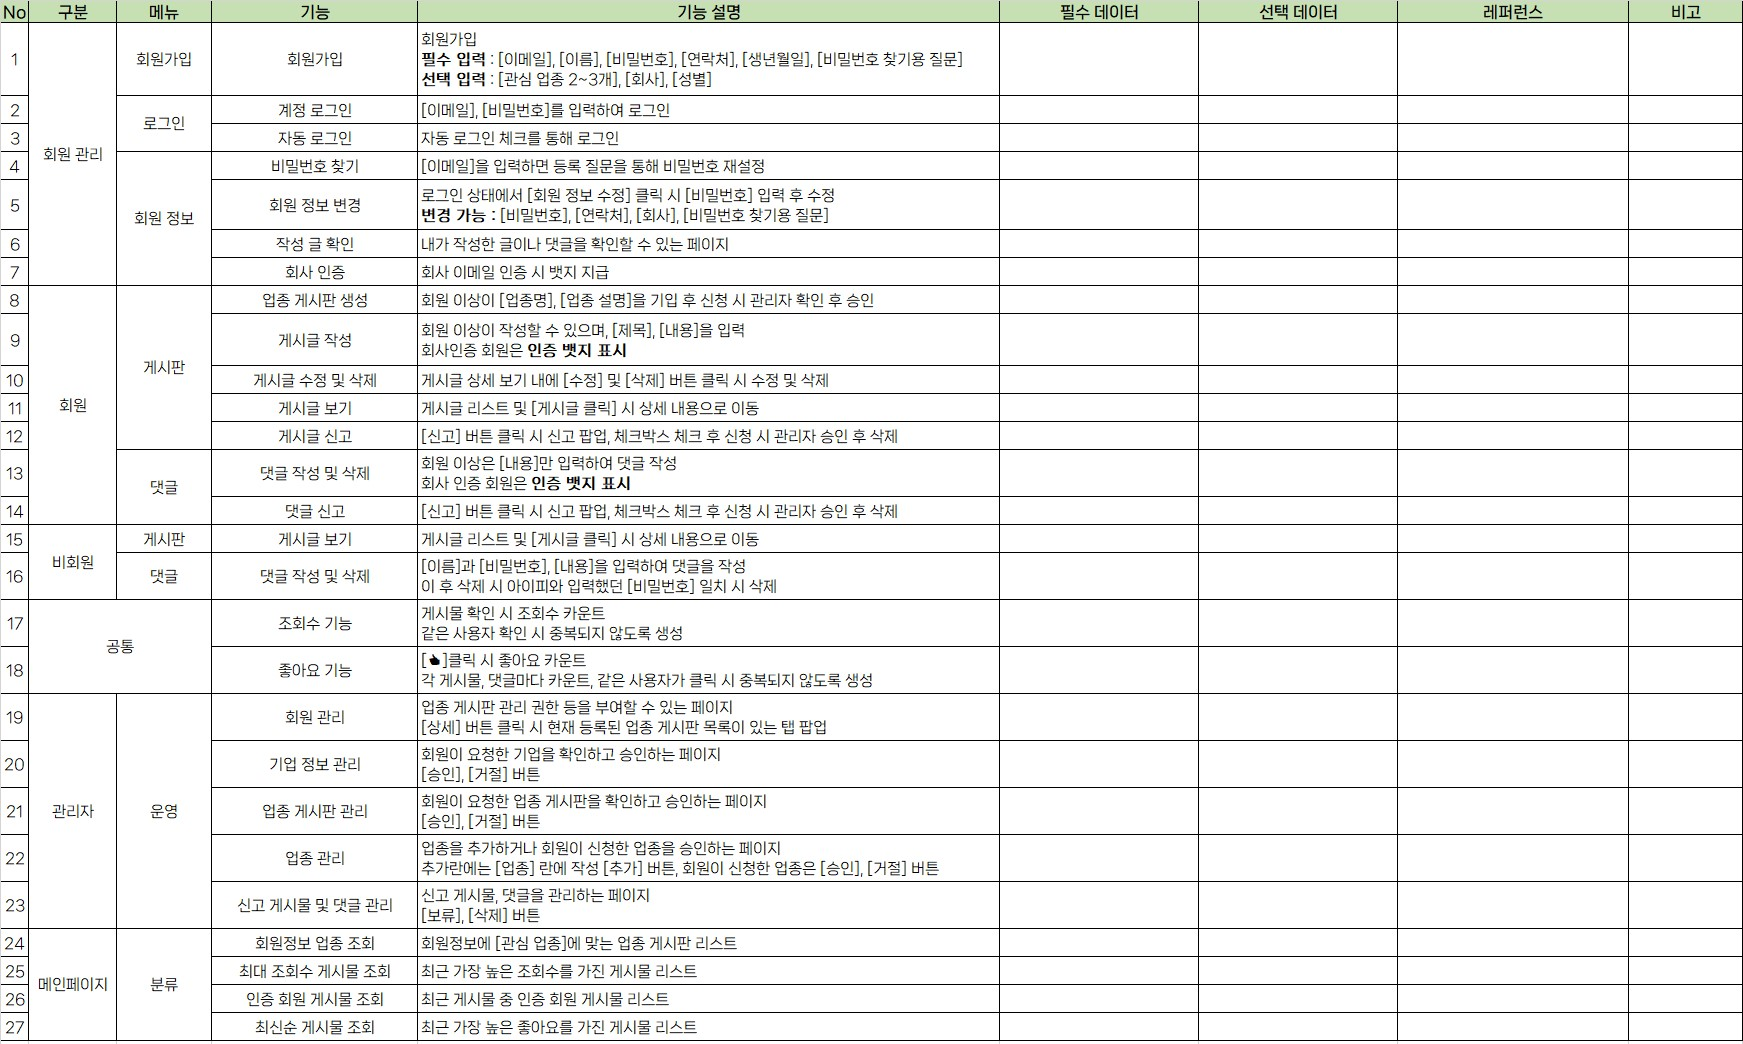 No 구분 메뉴 기능 기능 설명 필수 데이터 선택 데이터 레퍼런스 비고
1 회원 관리 회원가입 회원가입 회원가입
필수 입력 : [이메일], [이름], [비밀번호], [연락처], [생년월일], [비밀번호 찾기용 질문]
선택 입력 : [관심 업종 2~3개], [회사], [성별]
2 로그인 계정 로그인 [이메일], [비밀번호]를 입력하여 로그인
3 자동 로그인 자동 로그인 체크를 통해 로그인
4 회원 정보 비밀번호 찾기 [이메일]을 입력하면 등록 질문을 통해 비밀번호 재설정
5 회원 정보 변경 로그인 상태에서 [회원 정보 수정] 클릭 시 [비밀번호] 입력 후 수정
변경 가능 : [비밀번호], [연락처], [회사], [비밀번호 찾기용 질문]
6 작성 글 확인 내가 작성한 글이나 댓글을 확인할 수 있는 페이지
7 회사 인증 회사 이메일 인증 시 뱃지 지급
8 회원 게시판 업종 게시판 생성 회원 이상이 [업종명], [업종 설명]을 기입 후 신청 시 관리자 확인 후 승인
9 게시글 작성 회원 이상이 작성할 수 있으며, [제목], [내용]을 입력
회사인증 회원은 인증 뱃지 표시
10 게시글 수정 및 삭제 게시글 상세 보기 내에 [수정] 및 [삭제] 버튼 클릭 시 수정 및 삭제
11 게시글 보기 게시글 리스트 및 [게시글 클릭] 시 상세 내용으로 이동
12 게시글 신고 [신고] 버튼 클릭 시 신고 팝업, 체크박스 체크 후 신청 시 관리자 승인 후 삭제
13 댓글 댓글 작성 및 삭제 회원 이상은 [내용]만 입력하여 댓글 작성
회사 인증 회원은 인증 뱃지 표시
14 댓글 신고 [신고] 버튼 클릭 시 신고 팝업, 체크박스 체크 후 신청 시 관리자 승인 후 삭제
15 비회원 게시판 게시글 보기 게시글 리스트 및 [게시글 클릭] 시 상세 내용으로 이동
16 댓글 댓글 작성 및 삭제 [이름]과 [비밀번호], [내용]을 입력하여 댓글을 작성
이 후 삭제 시 아이피와 입력했던 [비밀번호] 일치 시 삭제
17 공통 조회수 기능 게시물 확인 시 조회수 카운트
같은 사용자 확인 시 중복되지 않도록 생성
18 좋아요 기능 [👆]클릭 시 좋아요 카운트
각 게시물, 댓글마다 카운트, 같은 사용자가 클릭 시 중복되지 않도록 생성
19 관리자 운영 회원 관리 업종 게시판 관리 권한 등을 부여할 수 있는 페이지
[상세] 버튼 클릭 시 현재 등록된 업종 게시판 목록이 있는 탭 팝업
20 기업 정보 관리 회원이 요청한 기업을 확인하고 승인하는 페이지
[승인], [거절] 버튼
21 업종 게시판 관리 회원이 요청한 업종 게시판을 확인하고 승인하는 페이지
[승인], [거절] 버튼
22 업종 관리 업종을 추가하거나 회원이 신청한 업종을 승인하는 페이지
추가란에는 [업종] 란에 작성 [추가] 버튼, 회원이 신청한 업종은 [승인], [거절] 버튼
23 신고 게시물 및 댓글 관리 신고 게시물, 댓글을 관리하는 페이지
[보류], [삭제] 버튼
24 메인페이지 분류 회원정보 업종 조회 회원정보에 [관심 업종]에 맞는 업종 게시판 리스트
25 최대 조회수 게시물 조회 최근 가장 높은 조회수를 가진 게시물 리스트
26 인증 회원 게시물 조회 최근 게시물 중 인증 회원 게시물 리스트
27 최신순 게시물 조회 최근 가장 높은 좋아요를 가진 게시물 리스트